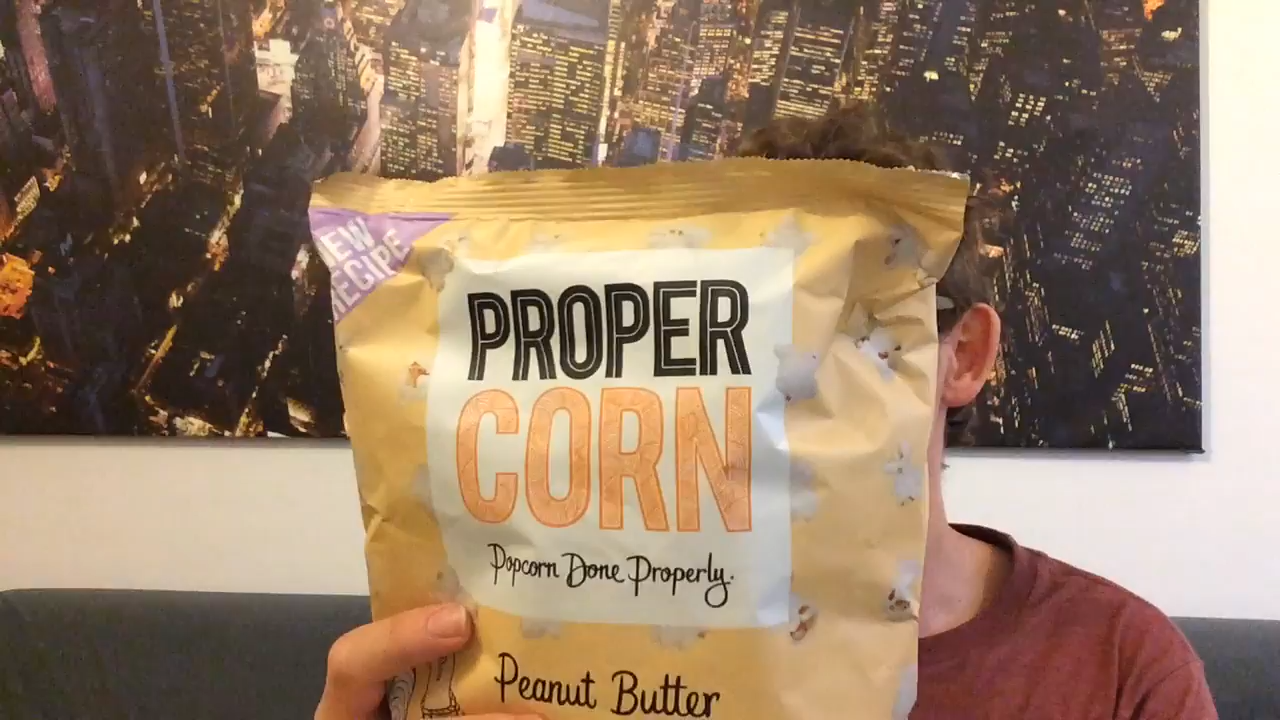 NEW
RECIPE
PROPER
CORN
Popcorn Done Properly.
Peanut Butter